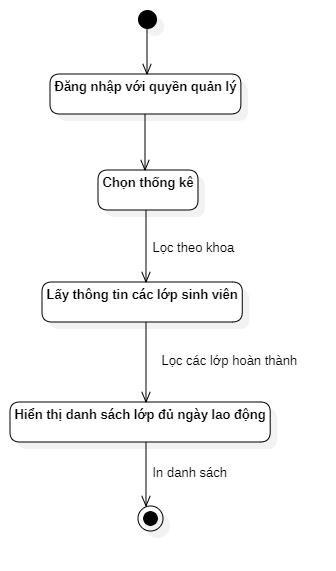 Đăng nhập với quyền quản lý
Chọn thống kê
Lọc theo khoa
Lấy thông tin các lớp sinh viên
Lọc các lớp hoàn thành
Hiển thị danh sách lớp đủ ngày lao động
In danh sách